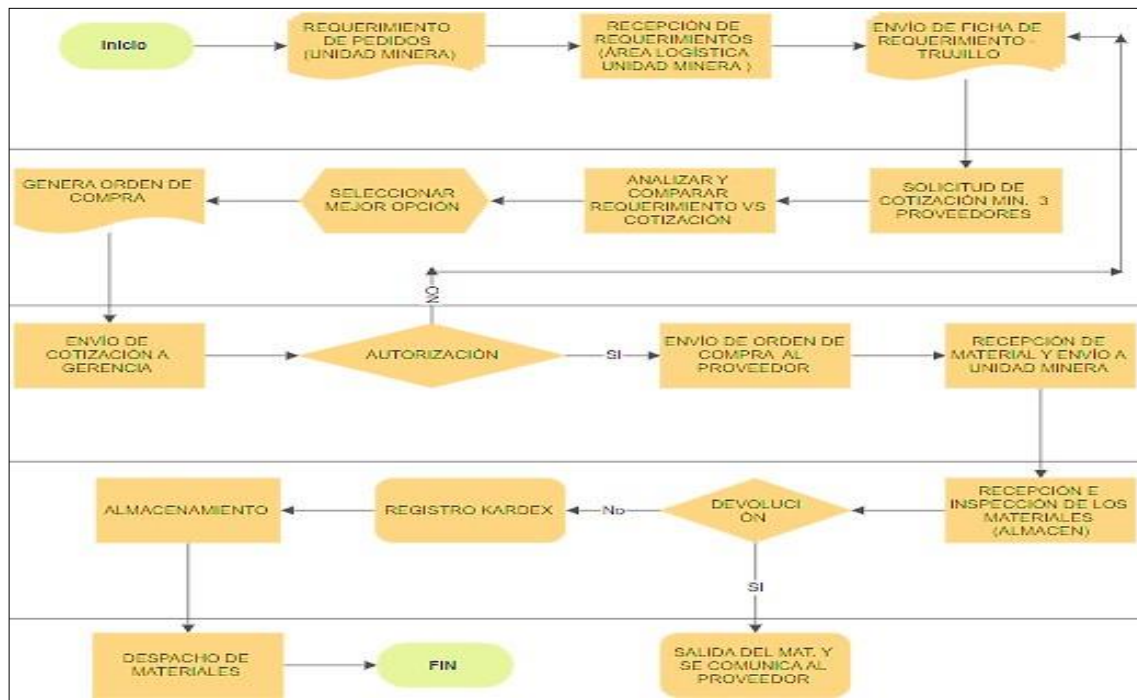 Inicio
REQUERIMIENTO
DE PEDIDOS
(UNIDAD MINERA)
RECEPCIÓN DE
REQUERIMIENTOS
(ÁREA LOGÍSTICA
UNIDAD MINERA )
ENVÍO DE FICHA DE
REQUERIMIENTO -
TRUJILLO
GENERA ORDEN DE
COMPRA
SELECCIONAR
MEJOR OPCIÓN
ANALIZAR Y
COMPARAR
REQUERIMIENTO VS
COTIZACIÓN
SOLICITUD DE
COTIZACIÓN MIN. 3
PROVEEDORES
NO
ENVÍO DE
COTIZACIÓN A
GERENCIA
AUTORIZACIÓN
SI
ENVÍO DE ORDEN DE
COMPRA AL
PROVEEDOR
RECEPCIÓN DE
MATERIAL Y ENVÍO A
UNIDAD MINERA
ALMACENAMIENTO
REGISTRO KARDEX
No
DEVOLUCI
ÓN
RECEPCIÓN E
INSPECCIÓN DE LOS
MATERIALES
(ALMACEN)
SI
DESPACHO DE
MATERIALES
FIN
SALIDA DEL MAT. Y
SE COMUNICA AL
PROVEEDOR